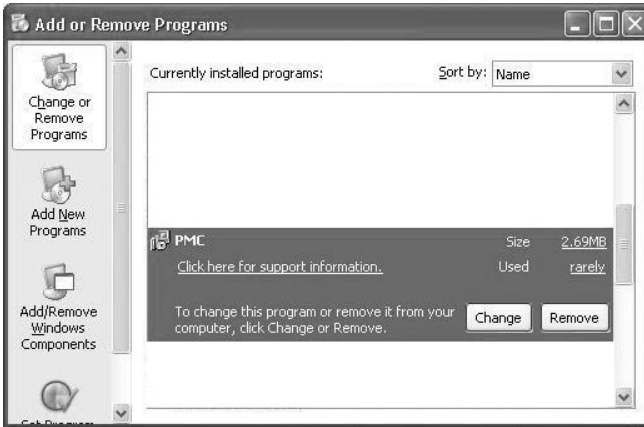 Add or Remove Programs
Currently installed programs:
Sort by: Name
Change or
Remove
Programs
Add New
Programs
Add/Remove
Windows
Components
PMC
Size 2.69MB
Click here for support information.
Used rarely
To change this program or remove it from your
computer, click Change or Remove.
Change
Remove